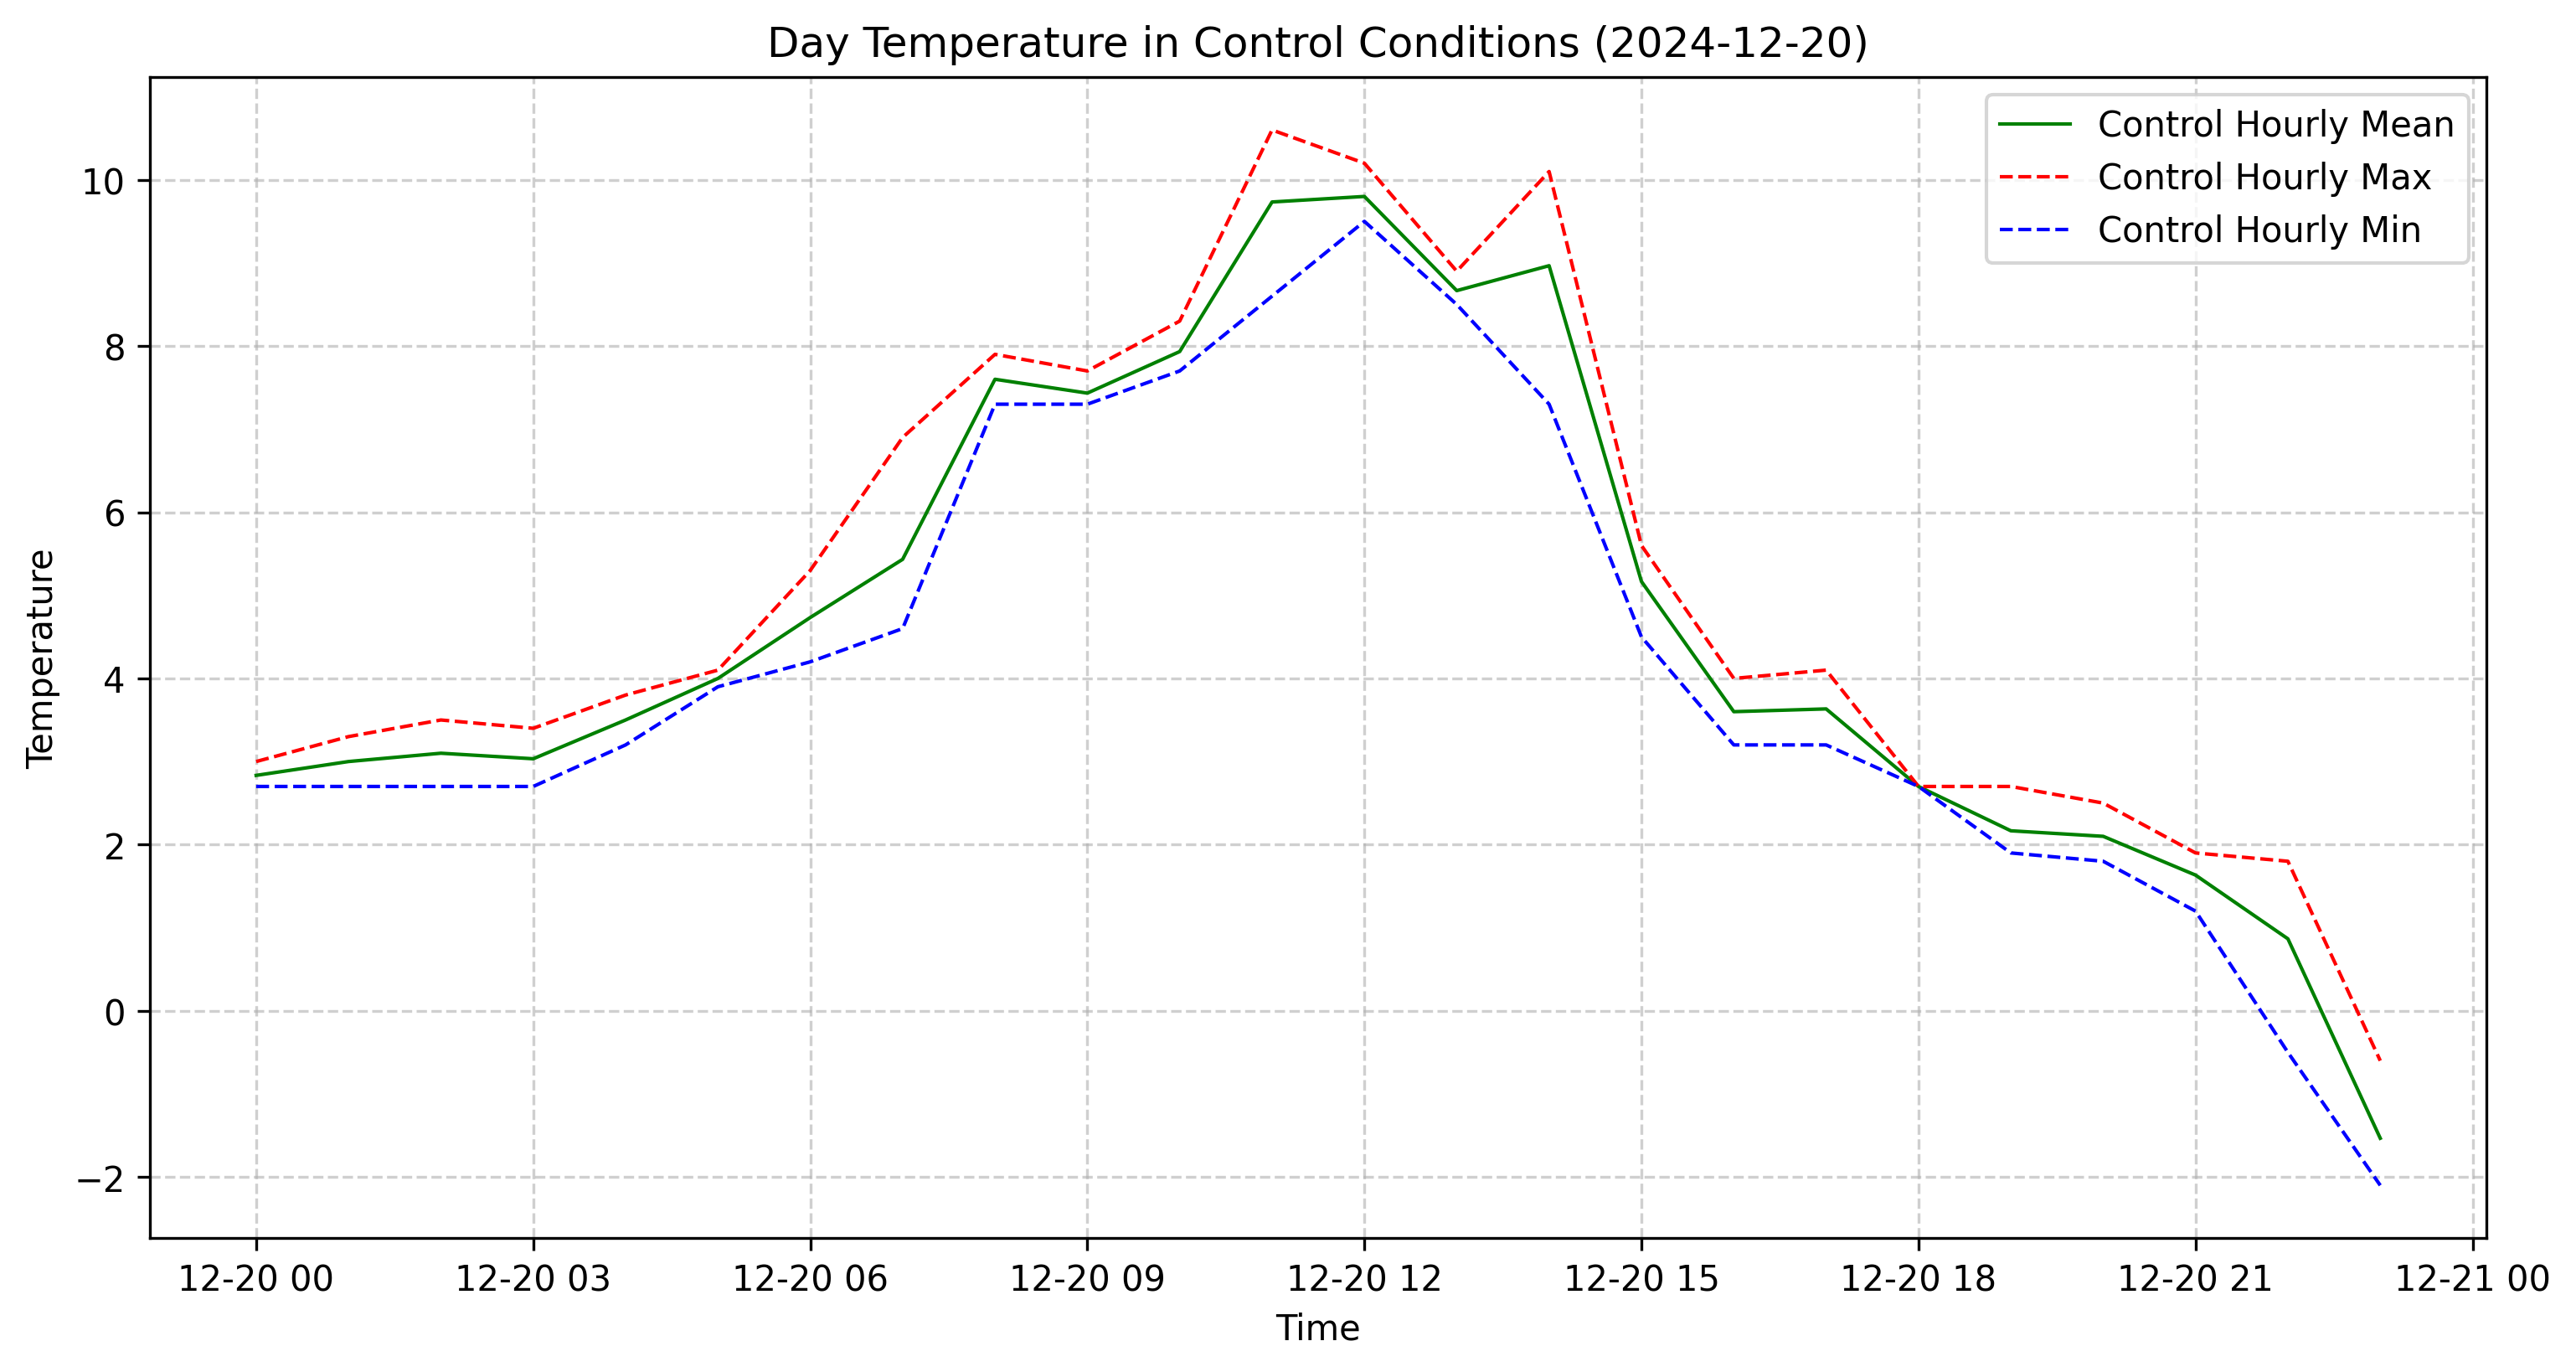 Day Temperature in Control Conditions (2024-12-20)
Control Hourly Mean
Control Hourly Max
Control Hourly Min
10
8
6
4
2
0
−2
Temperature
12-20 00 12-20 03 12-20 06 12-20 09 12-20 12 12-20 15 12-20 18 12-20 21 12-21 00
Time